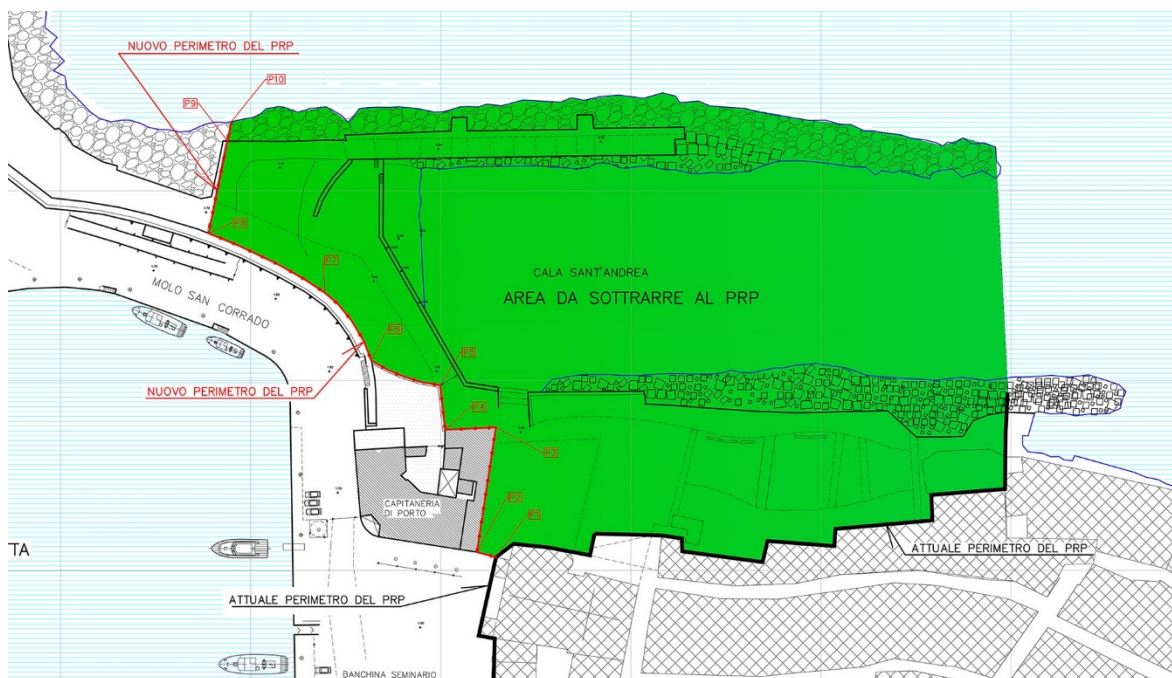 NUOVO PERIMETRO DEL PRP
P10
P9
P8
P7
MOLO SAN CORRADO
CALA SANT'ANDREA
AREA DA SOTTRARRE AL PRP
P6
P5
NUOVO PERIMETRO DEL PRP
P4
P3
P2
P1
CAPITANERIA
DI PORTO
TA
ATTUALE PERIMETRO DEL PRP
ATTUALE PERIMETRO DEL PRP
BANCHINA SEMINARIO